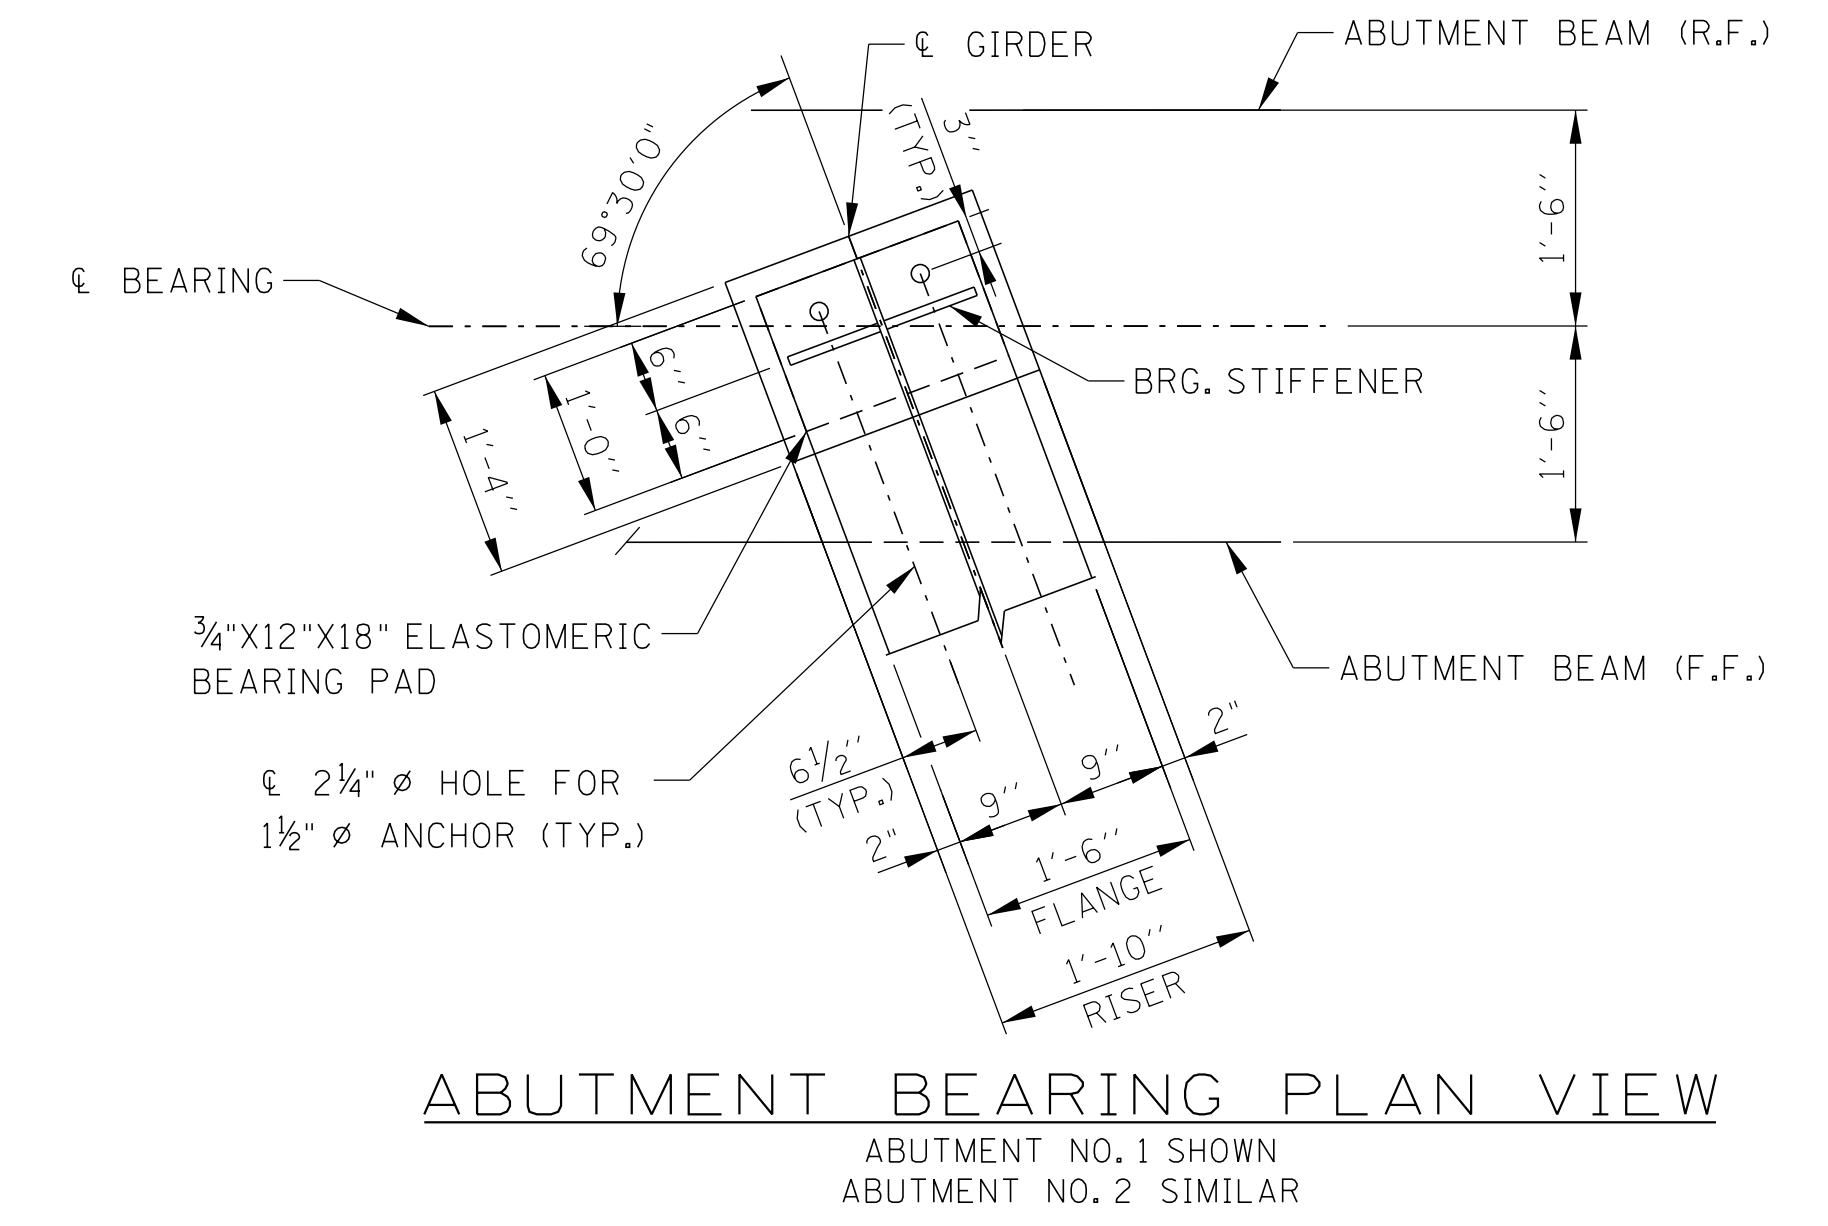 ABUTMENT BEAM (R.F.)
℄ GIRDER
3''
(TYP.)
69°30'0"
1'-6''
℄ BEARING
6''
1'-0''
6''
1'-4''
BRG. STIFFENER
1'-6''
¾"X12"X18" ELASTOMERIC
BEARING PAD
ABUTMENT BEAM (F.F.)
℄ 2¼" Ø HOLE FOR
1½" Ø ANCHOR (TYP.)
6½''
(TYP.)
2"
9''
9''
2"
1'-6''
FLANGE
1'-10''
RISER
ABUTMENT BEARING PLAN VIEW
ABUTMENT NO. 1 SHOWN
ABUTMENT NO. 2 SIMILAR